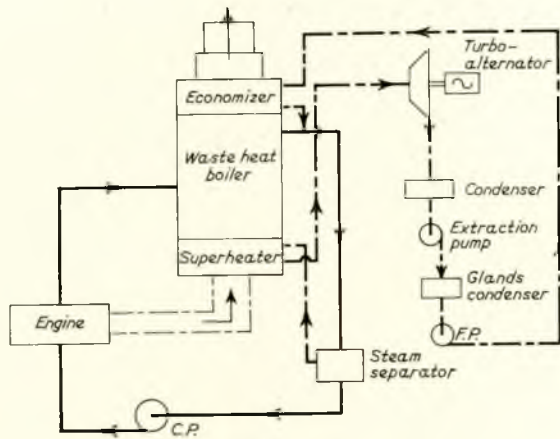 Turbo-
alternator
Economizer
Waste heat
boiler
Condenser
Extraction
pump
Superheater
Glands
condenser
Engine
F.P.
Steam
separator
C.P.